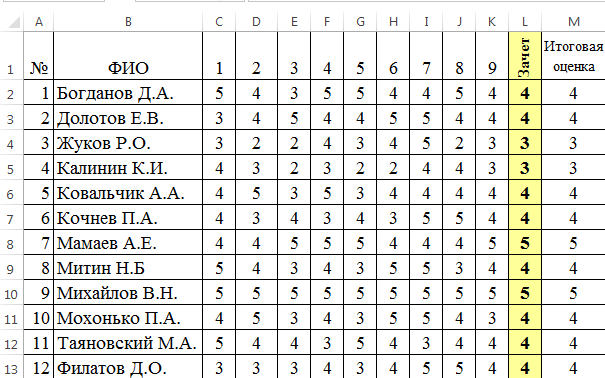 A B C D E F G H I J K L M
1 № ФИО 1 2 3 4 5 6 7 8 9 Зачет Итоговая оценка
2 1 Богданов Д.А. 5 4 3 5 5 4 4 5 4 4 4
3 2 Долотов Е.В. 3 4 5 4 4 5 5 4 4 4 4
4 3 Жуков Р.О. 3 2 2 4 3 4 5 2 3 3 3
5 4 Калинин К.И. 4 3 2 3 2 2 4 4 3 3 3
6 5 Ковальчик А.А. 4 5 3 5 3 4 4 4 4 4 4
7 6 Кочнев П.А. 4 3 4 3 4 3 5 5 4 4 4
8 7 Мамаев А.Е. 4 4 5 5 5 4 4 4 5 5 5
9 8 Митин Н.Б 5 4 3 4 3 5 5 3 4 4 4
10 9 Михайлов В.Н. 5 5 5 5 5 5 5 5 5 5 5
11 10 Мохонько П.А. 4 5 3 4 3 5 5 4 3 4 4
12 11 Таяновский М.А. 5 4 4 3 5 4 3 4 4 4 4
13 12 Филатов Д.О. 3 3 3 4 3 4 5 5 4 4 4